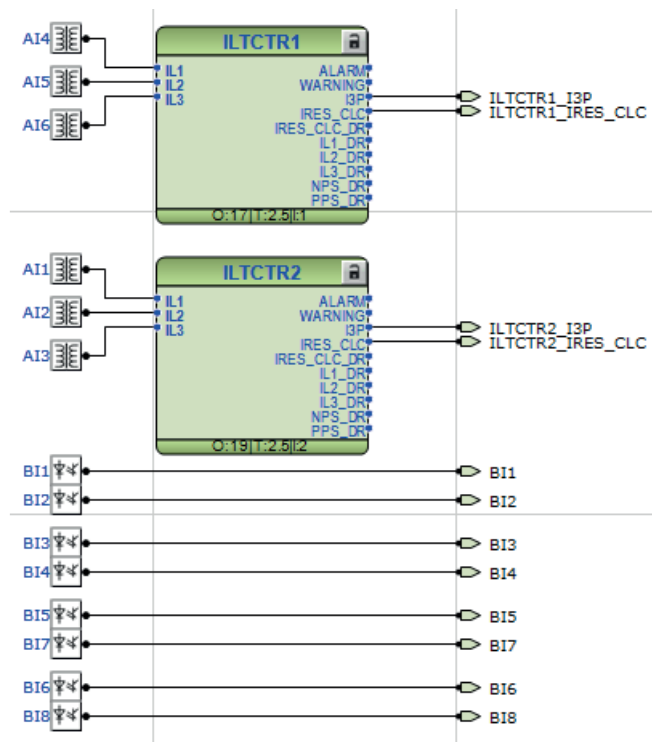 AI4
ILTCTR1
AI5
IL1
IL2
IL3
ALARM
WARNING
I3P
ILTCTR1_I3P
IRES_CLC
ILTCTR1_IRES_CLC
AI6
IRES_CLC_DR
IL1_DR
IL2_DR
IL3_DR
NPS_DR
PPS_DR
O:17|T:2.5|I:1
AI1
ILTCTR2
AI2
IL1
IL2
IL3
ALARM
WARNING
I3P
ILTCTR2_I3P
IRES_CLC
ILTCTR2_IRES_CLC
AI3
IRES_CLC_DR
IL1_DR
IL2_DR
IL3_DR
NPS_DR
PPS_DR
O:19|T:2.5|I:2
BI1 BI1
BI2 BI2
BI3 BI3
BI4 BI4
BI5 BI5
BI7 BI7
BI6 BI6
BI8 BI8